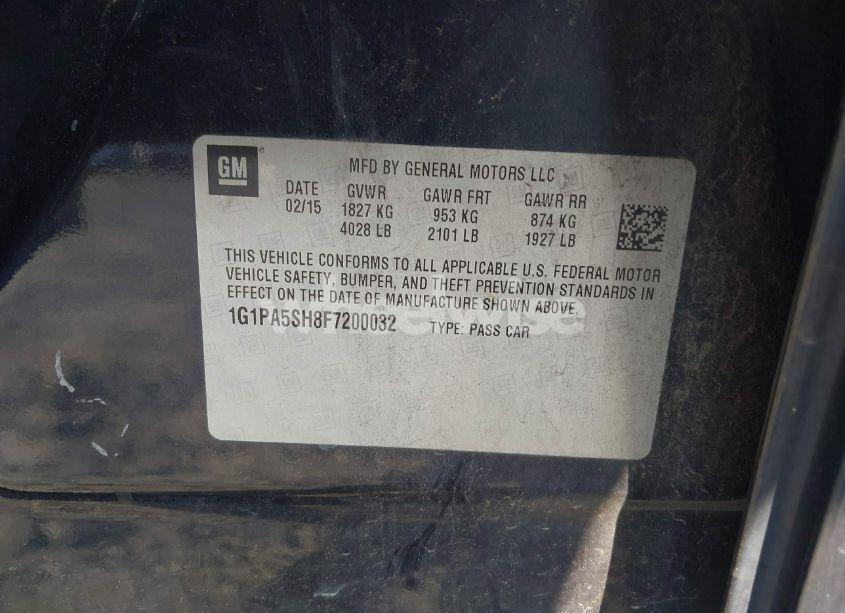 GM
MFD BY GENERAL MOTORS LLC
DATE GVWR GAWR FRT GAWR RR
02/15 1827 KG 953 KG 874 KG
4028 LB 2101 LB 1927 LB
THIS VEHICLE CONFORMS TO ALL APPLICABLE U.S. FEDERAL MOTOR
VEHICLE SAFETY, BUMPER, AND THEFT PREVENTION STANDARDS IN
EFFECT ON THE DATE OF MANUFACTURE SHOWN ABOVE.
1G1PA5SH8F7200032 TYPE: PASS CAR